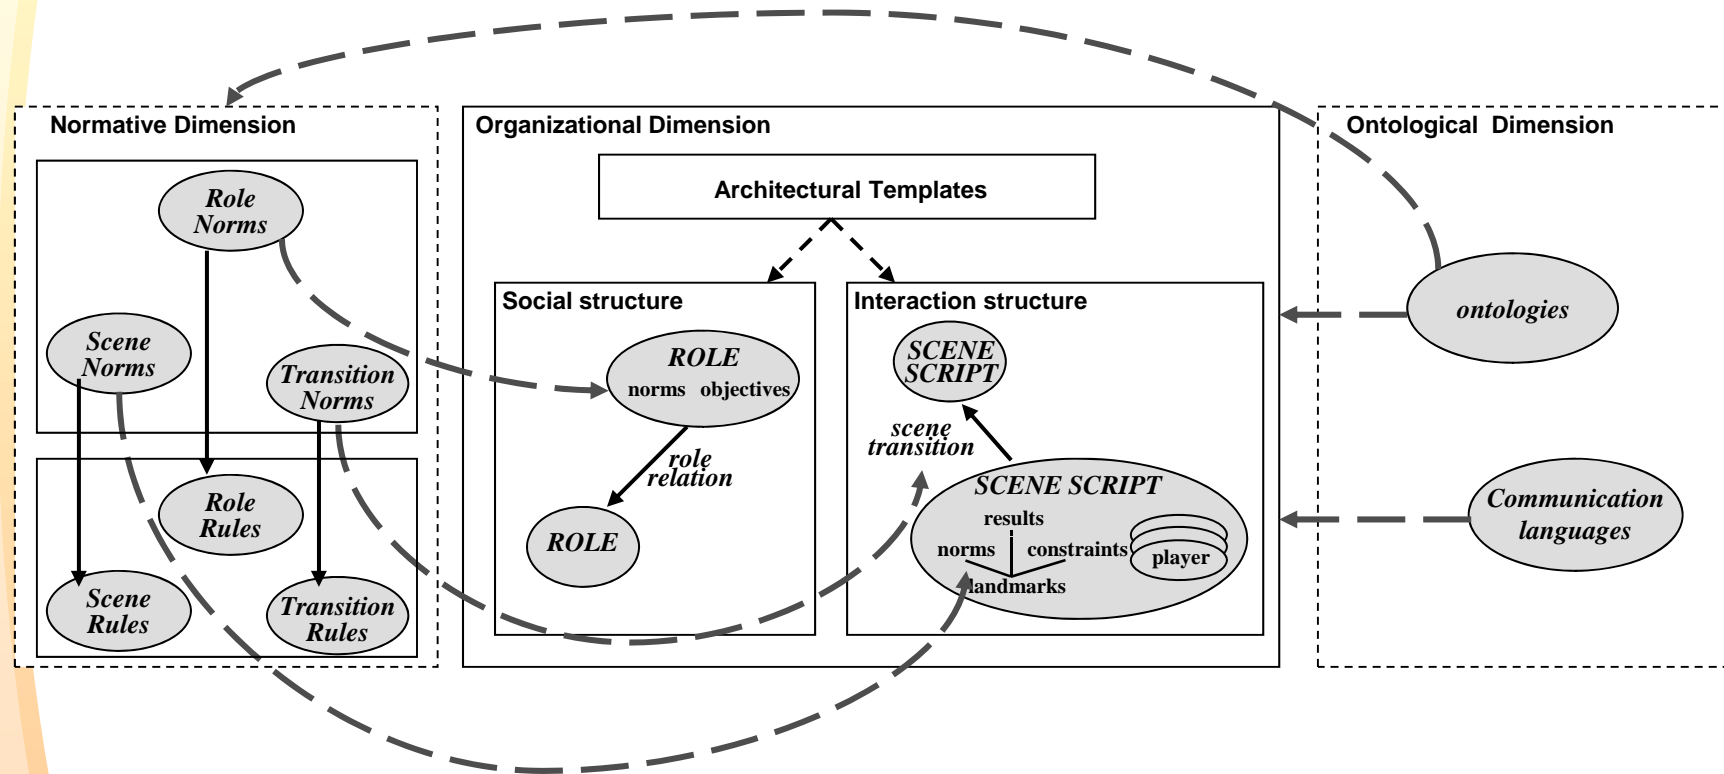 Normative Dimension
Role
Norms
Scene
Norms
Transition
Norms
Role
Rules
Scene
Rules
Transition
Rules
Organizational Dimension
Architectural Templates
Social structure
ROLE
norms objectives
role
relation
ROLE
Interaction structure
SCENE
SCRIPT
scene
transition
SCENE SCRIPT
results
norms constraints
player
landmarks
Ontological Dimension
ontologies
Communication
languages